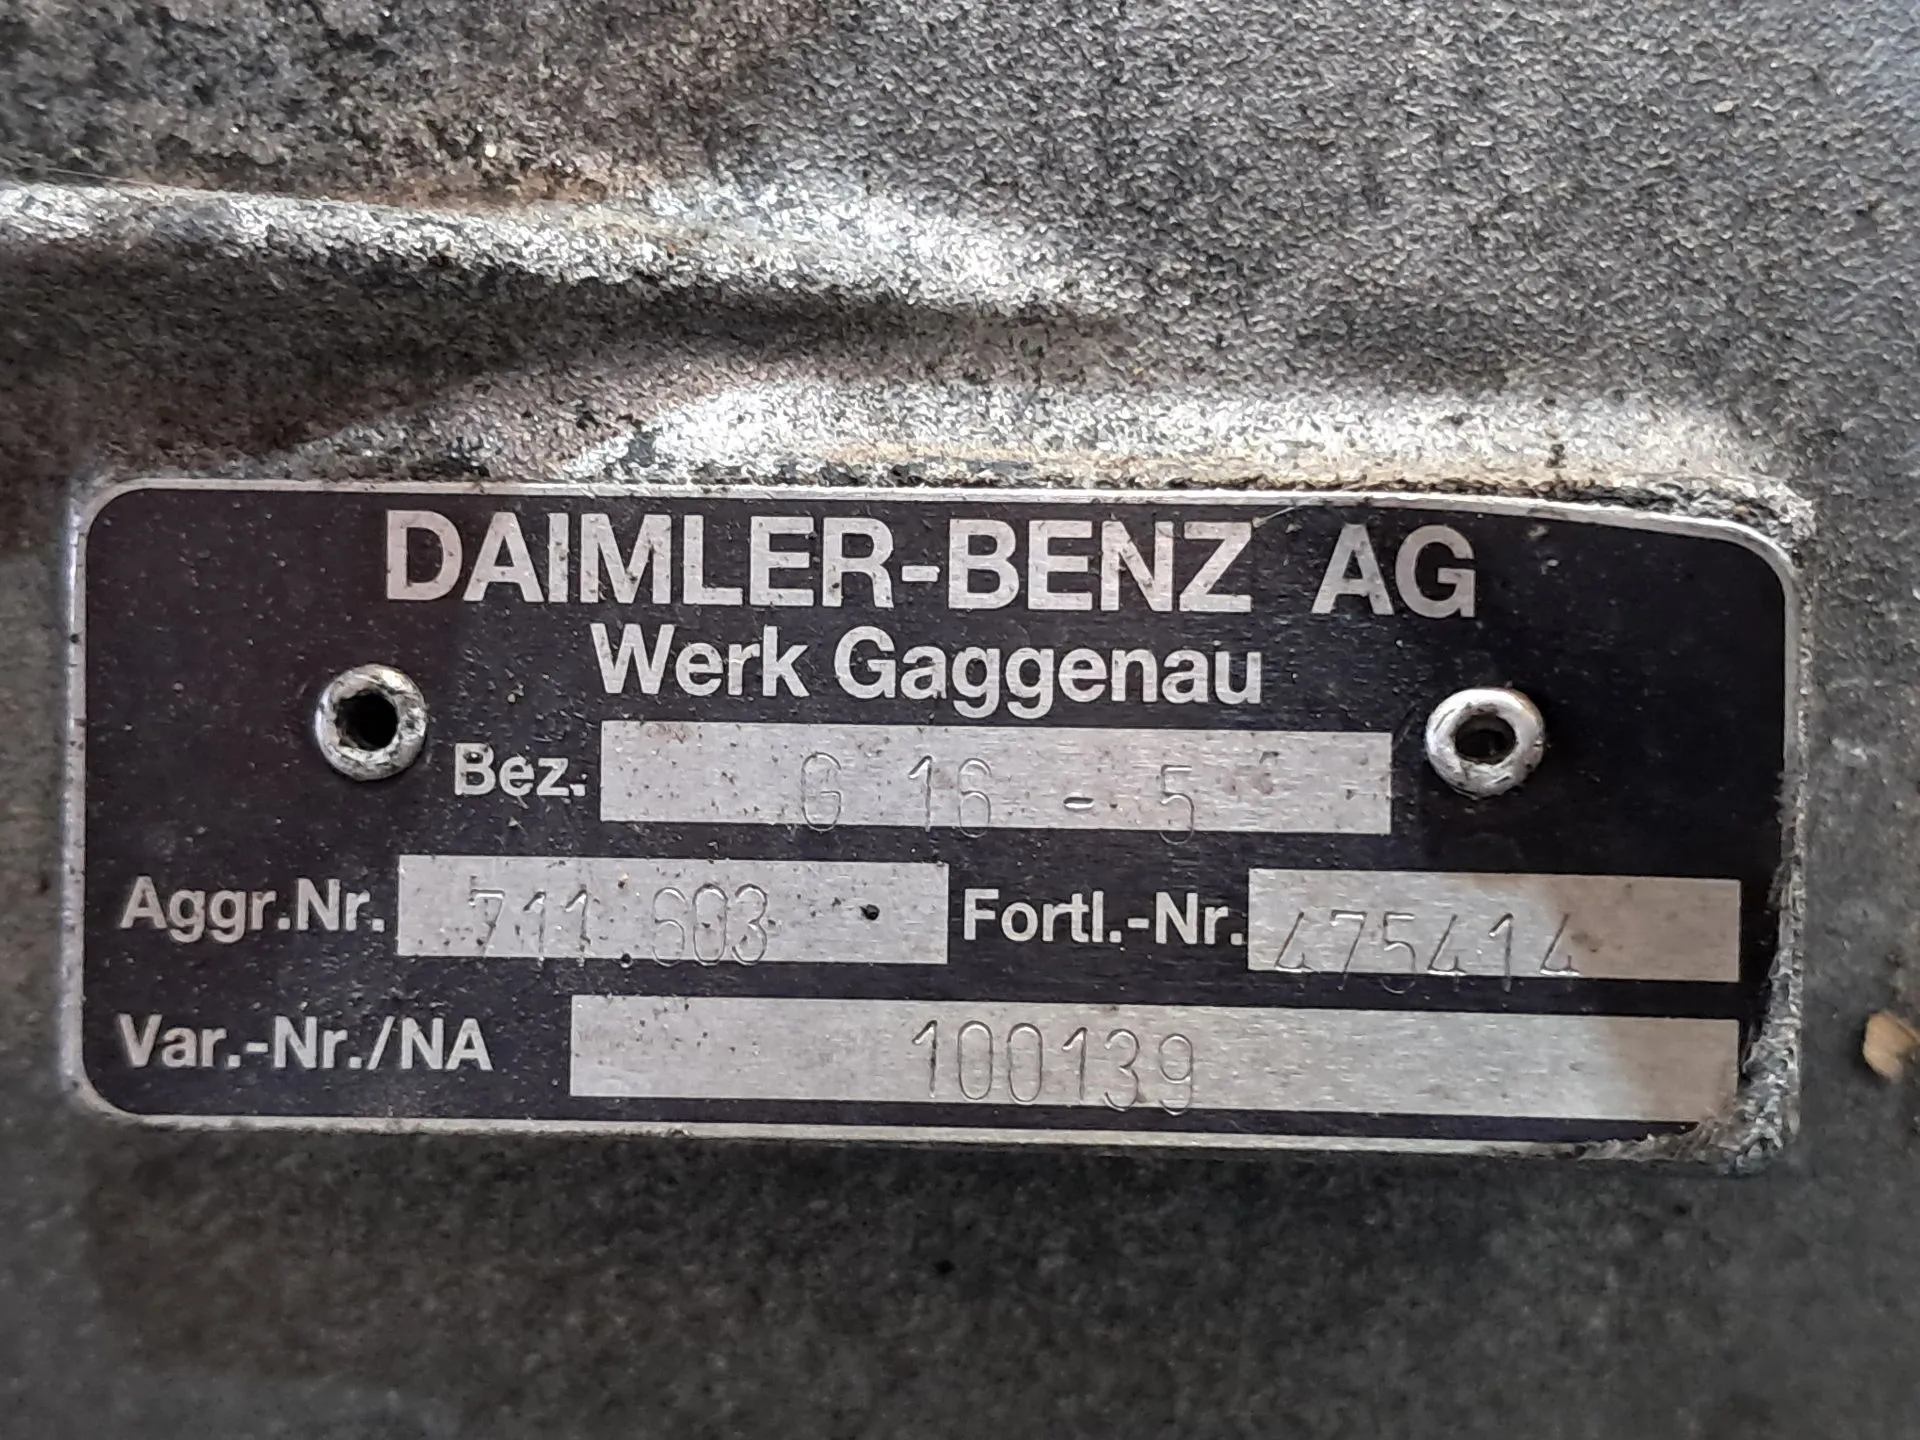 DAIMLER-BENZ AG
Werk Gaggenau
Bez. G 16 - 5
Aggr.Nr. 711.603 Fortl.-Nr. 475414
Var.-Nr./NA 100139